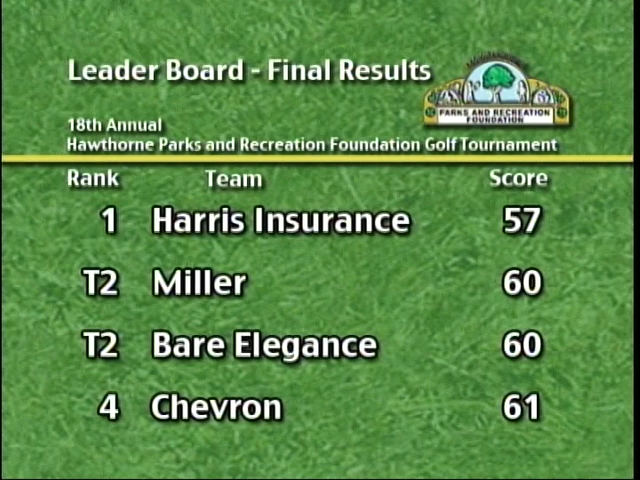 Leader Board - Final Results
PARKS AND RECREATION
FOUNDATION
18th Annual
Hawthorne Parks and Recreation Foundation Golf Tournament
Rank Team Score
1 Harris Insurance 57
T2 Miller 60
T2 Bare Elegance 60
4 Chevron 61